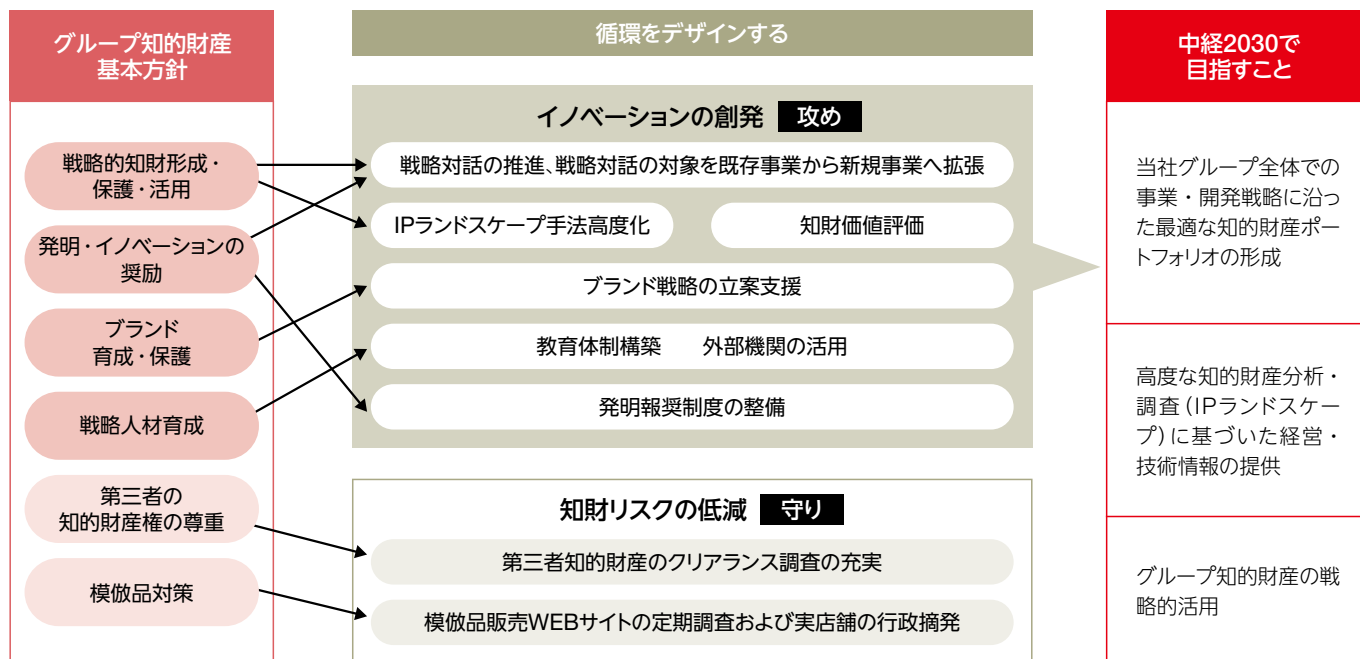 グループ知的財産
基本方針
戦略的知財形成・
保護・活用
発明・イノベーションの
奨励
ブランド
育成・保護
戦略人材育成
第三者の
知的財産権の尊重
模倣品対策
循環をデザインする
イノベーションの創発 攻め
戦略対話の推進、戦略対話の対象を既存事業から新規事業へ拡張
IPランドスケープ手法高度化 知財価値評価
ブランド戦略の立案支援
教育体制構築 外部機関の活用
発明報奨制度の整備
知財リスクの低減 守り
第三者知的財産のクリアランス調査の充実
模倣品販売WEBサイトの定期調査および実店舗の行政摘発
中経2030で
目指すこと
当社グループ全体での
事業・開発戦略に沿っ
た最適な知的財産ポー
トフォリオの形成
高度な知的財産分析・
調査(IPランドスケー
プ)に基づいた経営・
技術情報の提供
グループ知的財産の戦
略的活用